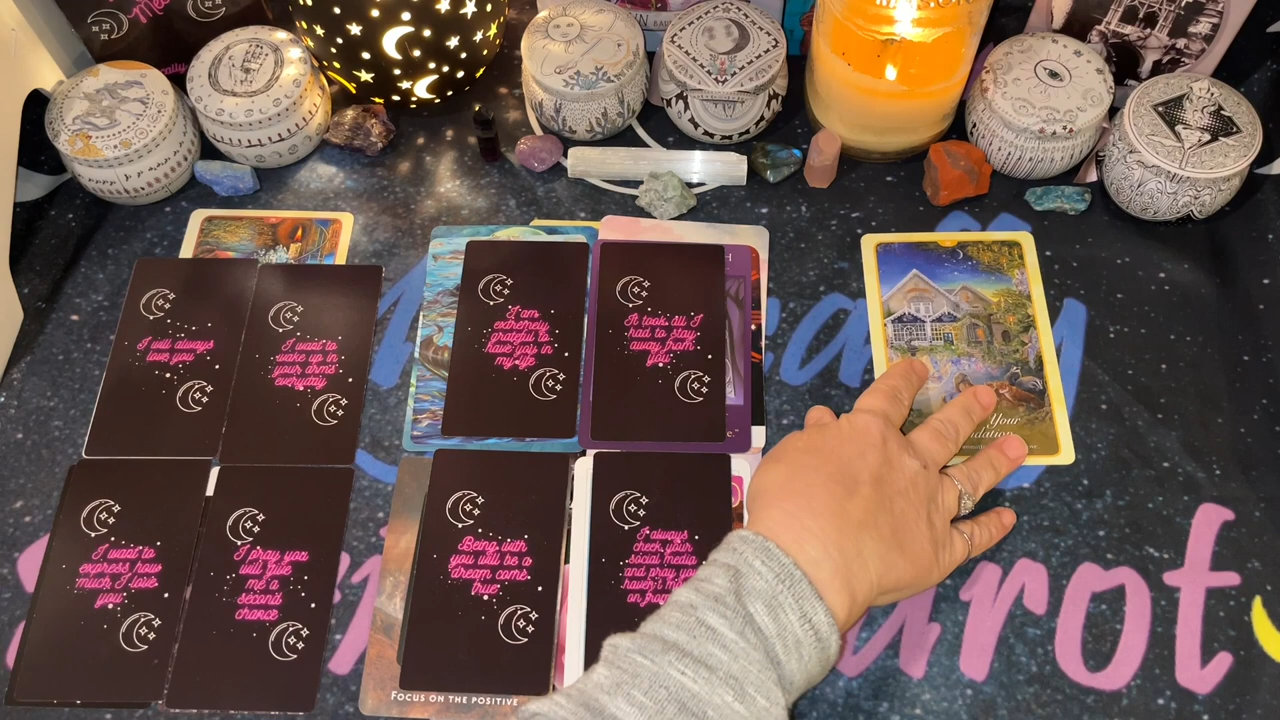 I will always
love you
I want to
wake up in
your arms
everyday
I am
extremely
grateful to
have you in
my life
It took all I
had to stay
away from
you
Your
I want to
express how
much I love
you
I pray you
will give
me a
second
chance
Being with
you will be a
dream come
true
I always
check your
social media
and pray you
haven't
on
FOCUS ON THE POSITIVE
Tarot